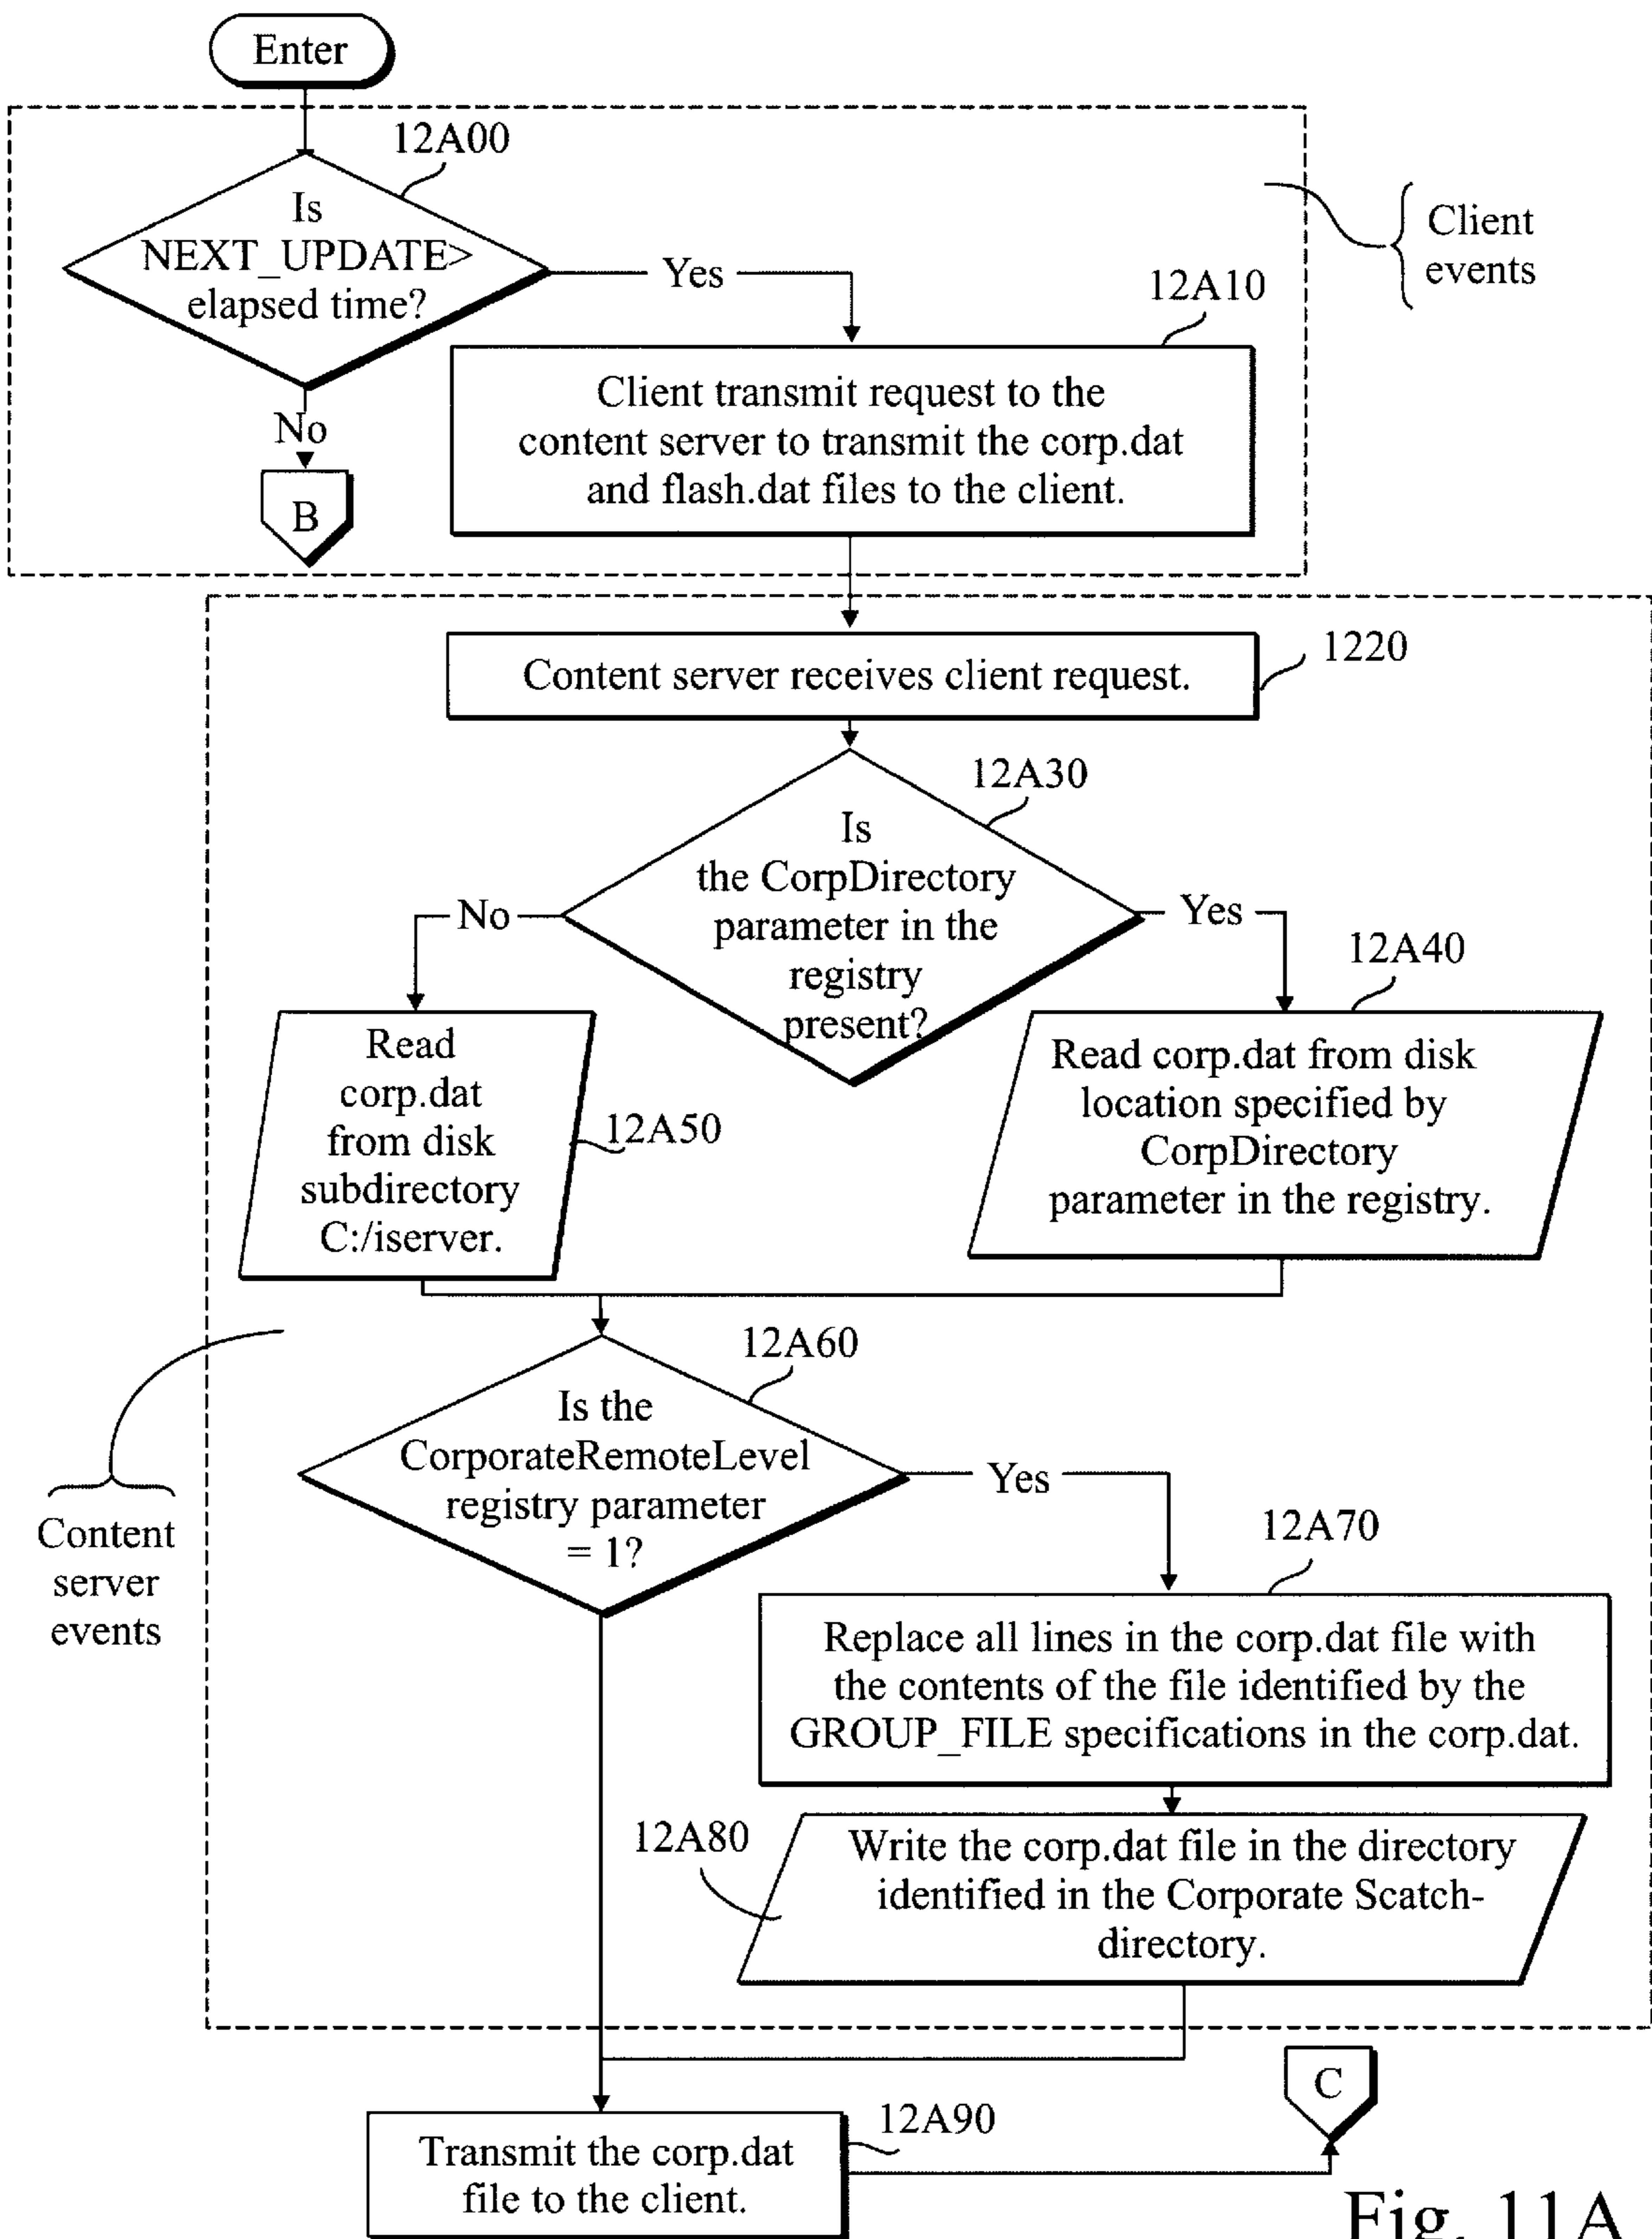 Enter
12A00
Is
NEXT_UPDATE>
elapsed time?
Yes
Client
events
12A10
No
B
Client transmit request to the
content server to transmit the corp.dat
and flash.dat files to the client.
Content server receives client request.
1220
12A30
Is
the CorpDirectory
parameter in the
registry
present?
No
Yes
12A40
Read
corp.dat
from disk
subdirectory
C:/iserver.
12A50
Read corp.dat from disk
location specified by
CorpDirectory
parameter in the registry.
12A60
Is the
CorporateRemoteLevel
registry parameter
= 1?
Yes
Content
server
events
12A70
Replace all lines in the corp.dat file with
the contents of the file identified by the
GROUP_FILE specifications in the corp.dat.
12A80
Write the corp.dat file in the directory
identified in the Corporate Scatch-
directory.
C
12A90
Transmit the corp.dat
file to the client.
Fig. 11A